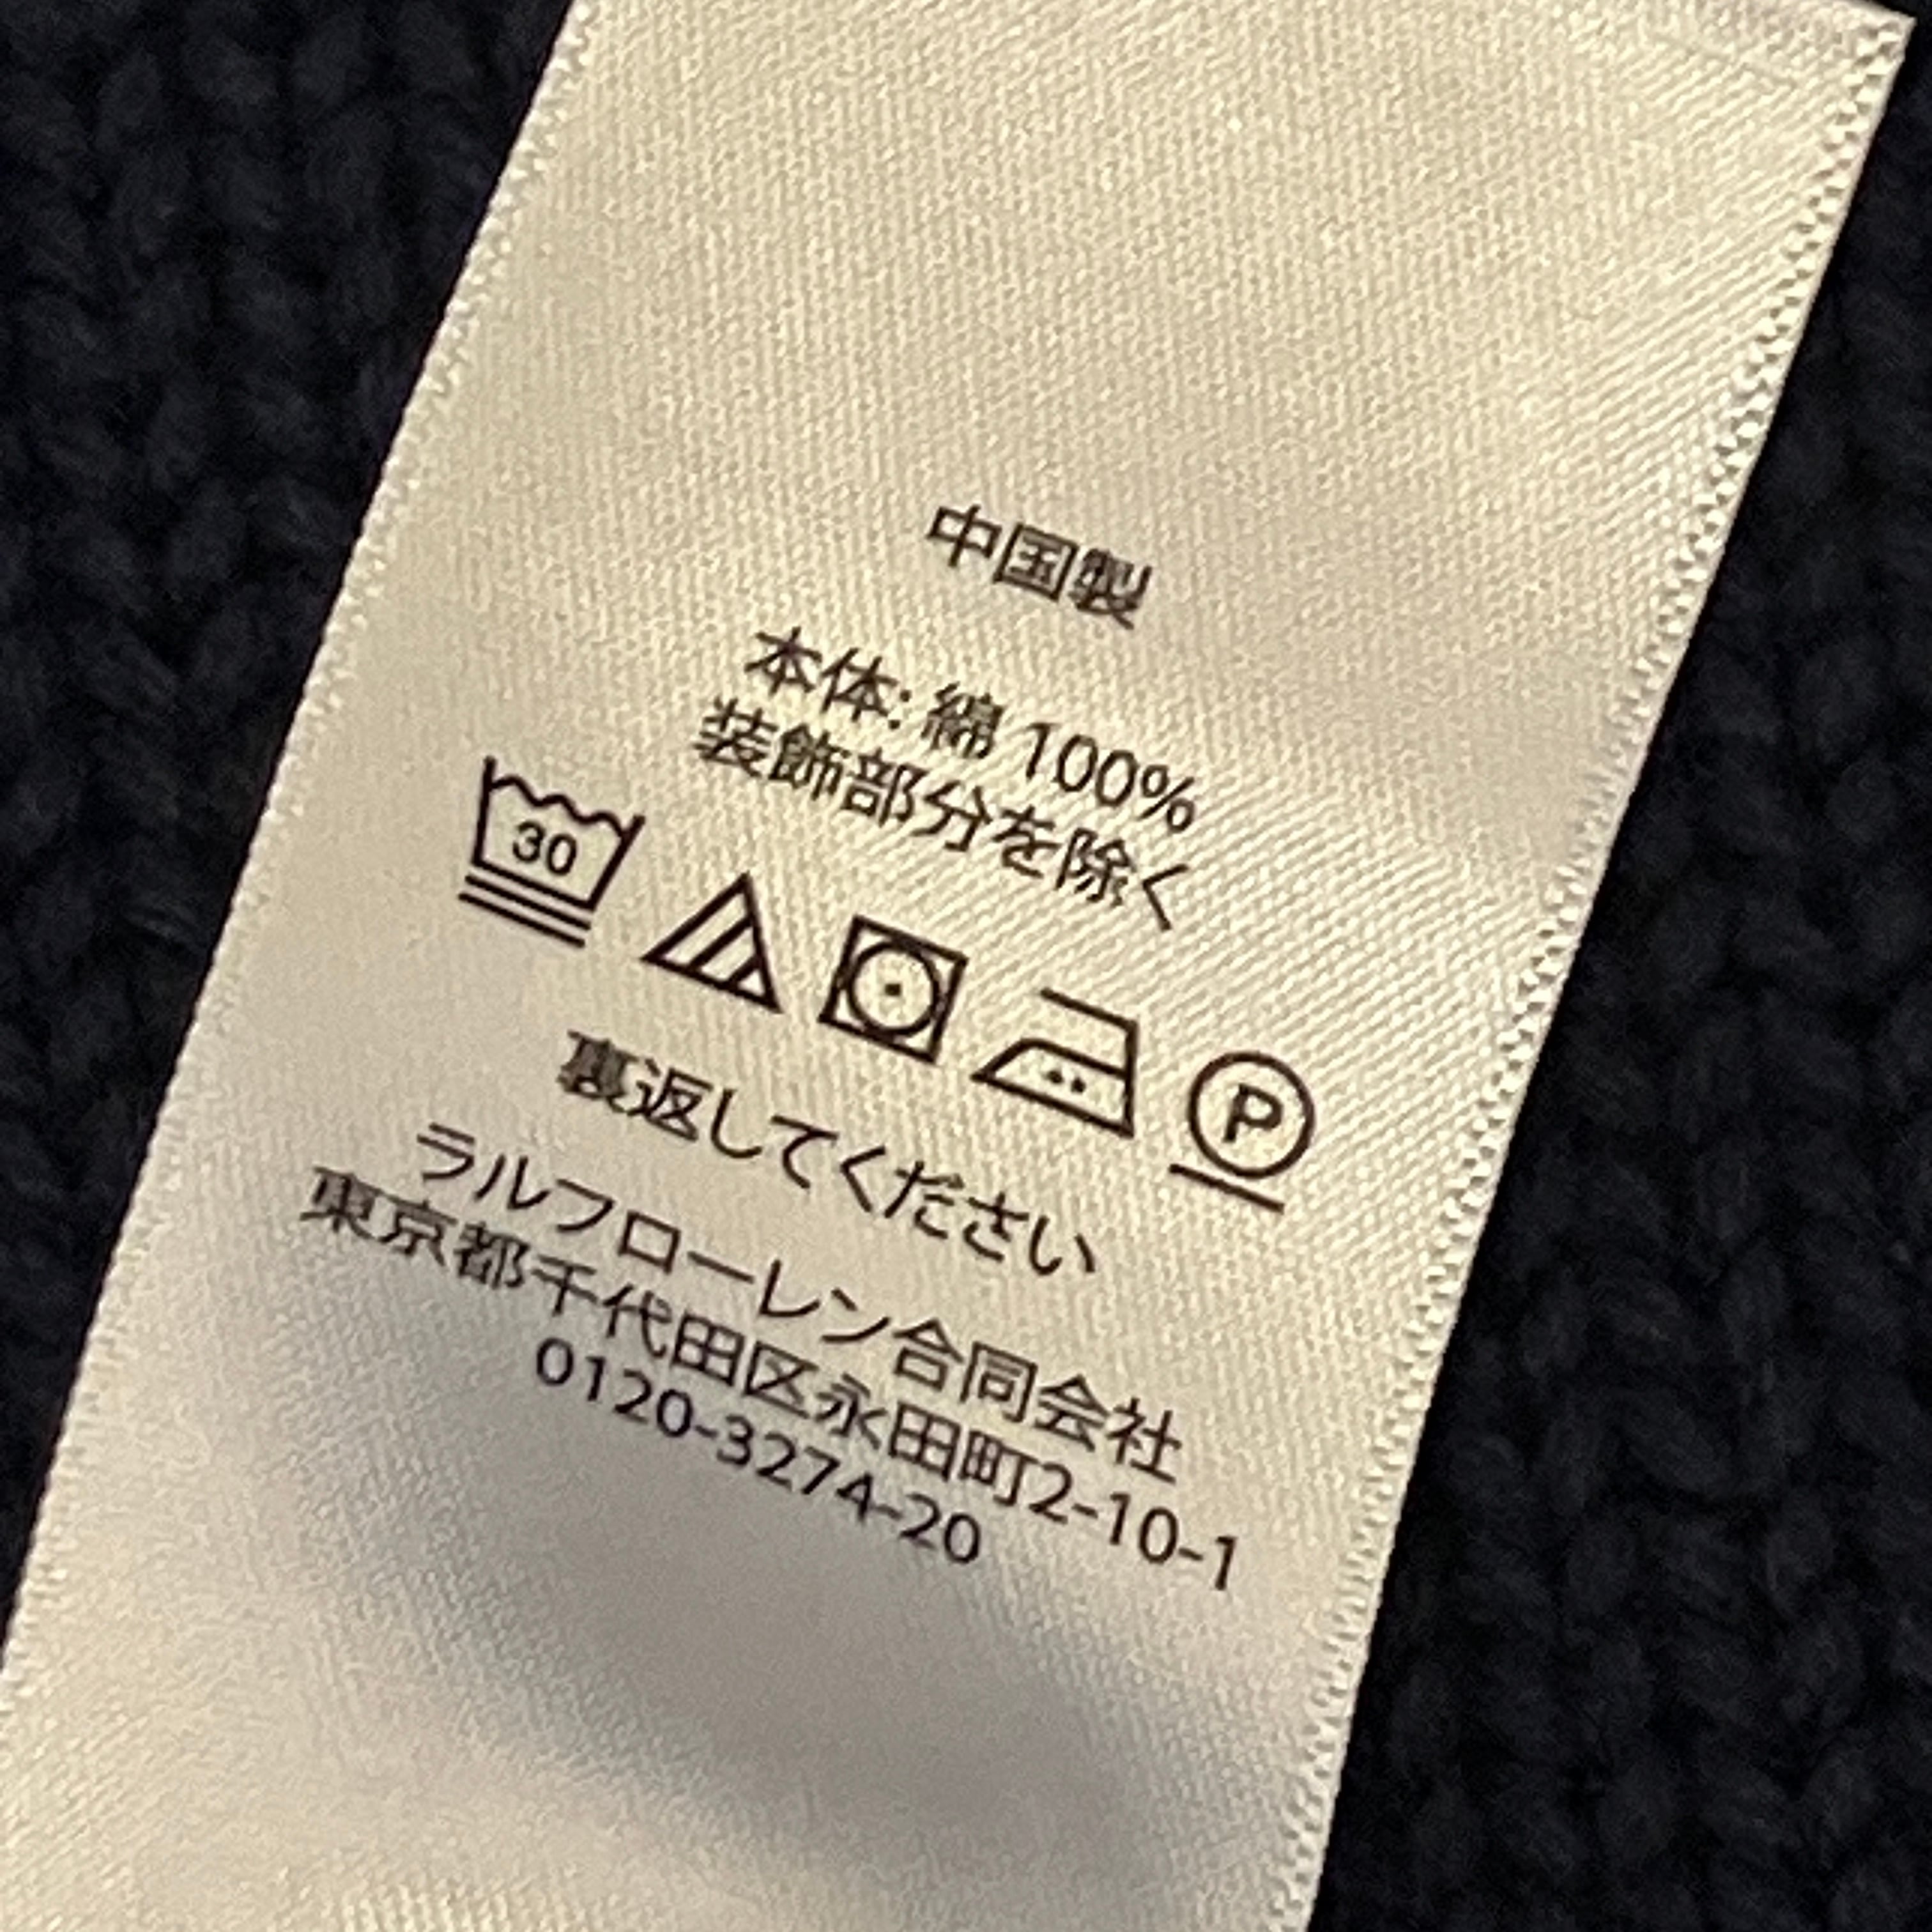 中国製
本体: 綿 100%
装飾部分を除く
30
P
裏返してください
ラルフローレン合同会社
東京都千代田区永田町2-10-1
0120-3274-20